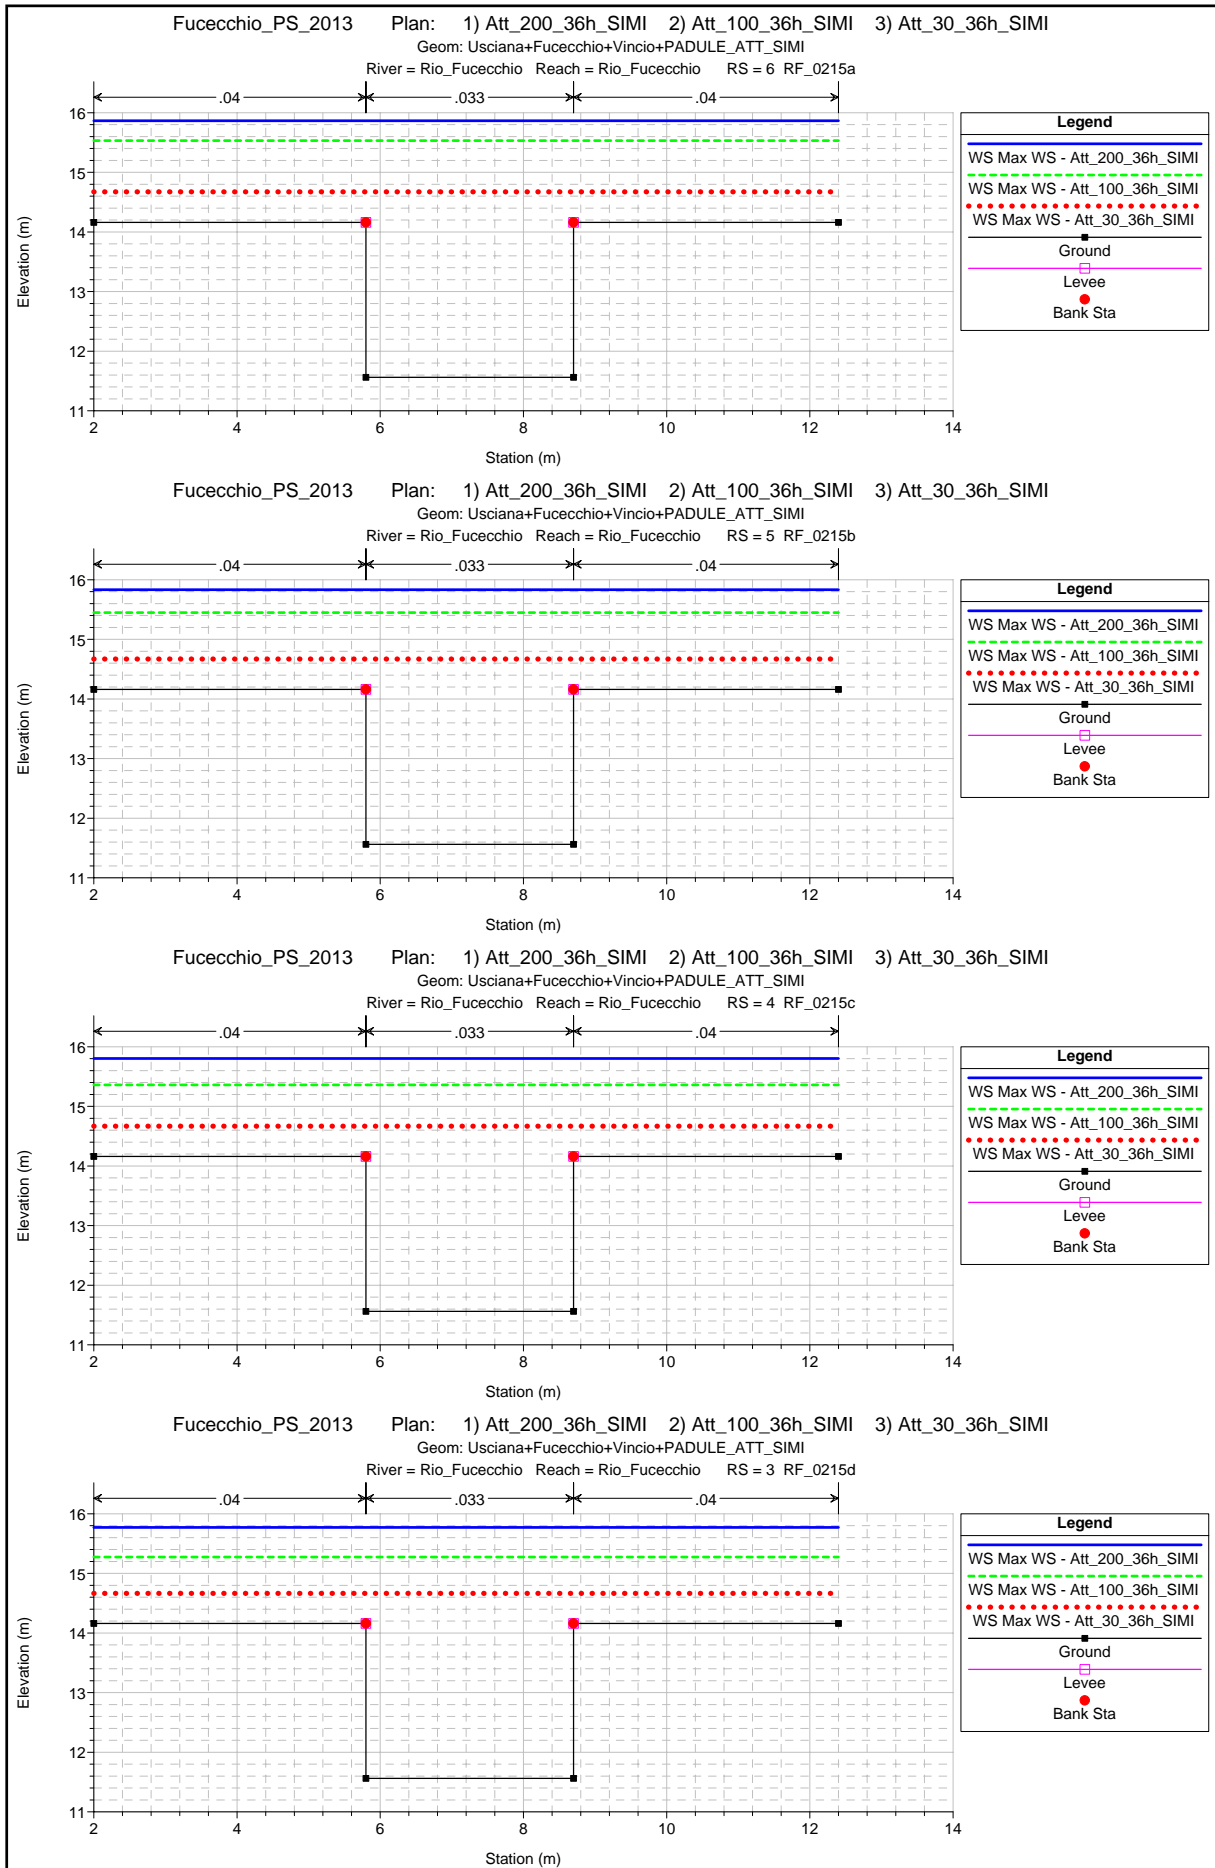 Fucecchio_PS_2013 Plan: 1) Att_200_36h_SIMI 2) Att_100_36h_SIMI 3) Att_30_36h_SIMI
Geom: Usciana+Fucecchio+Vincio+PADULE_ATT_SIMI
River = Rio_Fucecchio Reach = Rio_Fucecchio RS = 6 RF_0215a
.04 .033 .04
16
15
14
13
12
11
Elevation (m)
2 4 6 8 10 12 14
Station (m)
Legend
WS Max WS - Att_200_36h_SIMI
WS Max WS - Att_100_36h_SIMI
WS Max WS - Att_30_36h_SIMI
Ground
Levee
Bank Sta
Fucecchio_PS_2013 Plan: 1) Att_200_36h_SIMI 2) Att_100_36h_SIMI 3) Att_30_36h_SIMI
Geom: Usciana+Fucecchio+Vincio+PADULE_ATT_SIMI
River = Rio_Fucecchio Reach = Rio_Fucecchio RS = 5 RF_0215b
.04 .033 .04
16
15
14
13
12
11
Elevation (m)
2 4 6 8 10 12 14
Station (m)
Legend
WS Max WS - Att_200_36h_SIMI
WS Max WS - Att_100_36h_SIMI
WS Max WS - Att_30_36h_SIMI
Ground
Levee
Bank Sta
Fucecchio_PS_2013 Plan: 1) Att_200_36h_SIMI 2) Att_100_36h_SIMI 3) Att_30_36h_SIMI
Geom: Usciana+Fucecchio+Vincio+PADULE_ATT_SIMI
River = Rio_Fucecchio Reach = Rio_Fucecchio RS = 4 RF_0215c
.04 .033 .04
16
15
14
13
12
11
Elevation (m)
2 4 6 8 10 12 14
Station (m)
Legend
WS Max WS - Att_200_36h_SIMI
WS Max WS - Att_100_36h_SIMI
WS Max WS - Att_30_36h_SIMI
Ground
Levee
Bank Sta
Fucecchio_PS_2013 Plan: 1) Att_200_36h_SIMI 2) Att_100_36h_SIMI 3) Att_30_36h_SIMI
Geom: Usciana+Fucecchio+Vincio+PADULE_ATT_SIMI
River = Rio_Fucecchio Reach = Rio_Fucecchio RS = 3 RF_0215d
.04 .033 .04
16
15
14
13
12
11
Elevation (m)
2 4 6 8 10 12 14
Station (m)
Legend
WS Max WS - Att_200_36h_SIMI
WS Max WS - Att_100_36h_SIMI
WS Max WS - Att_30_36h_SIMI
Ground
Levee
Bank Sta